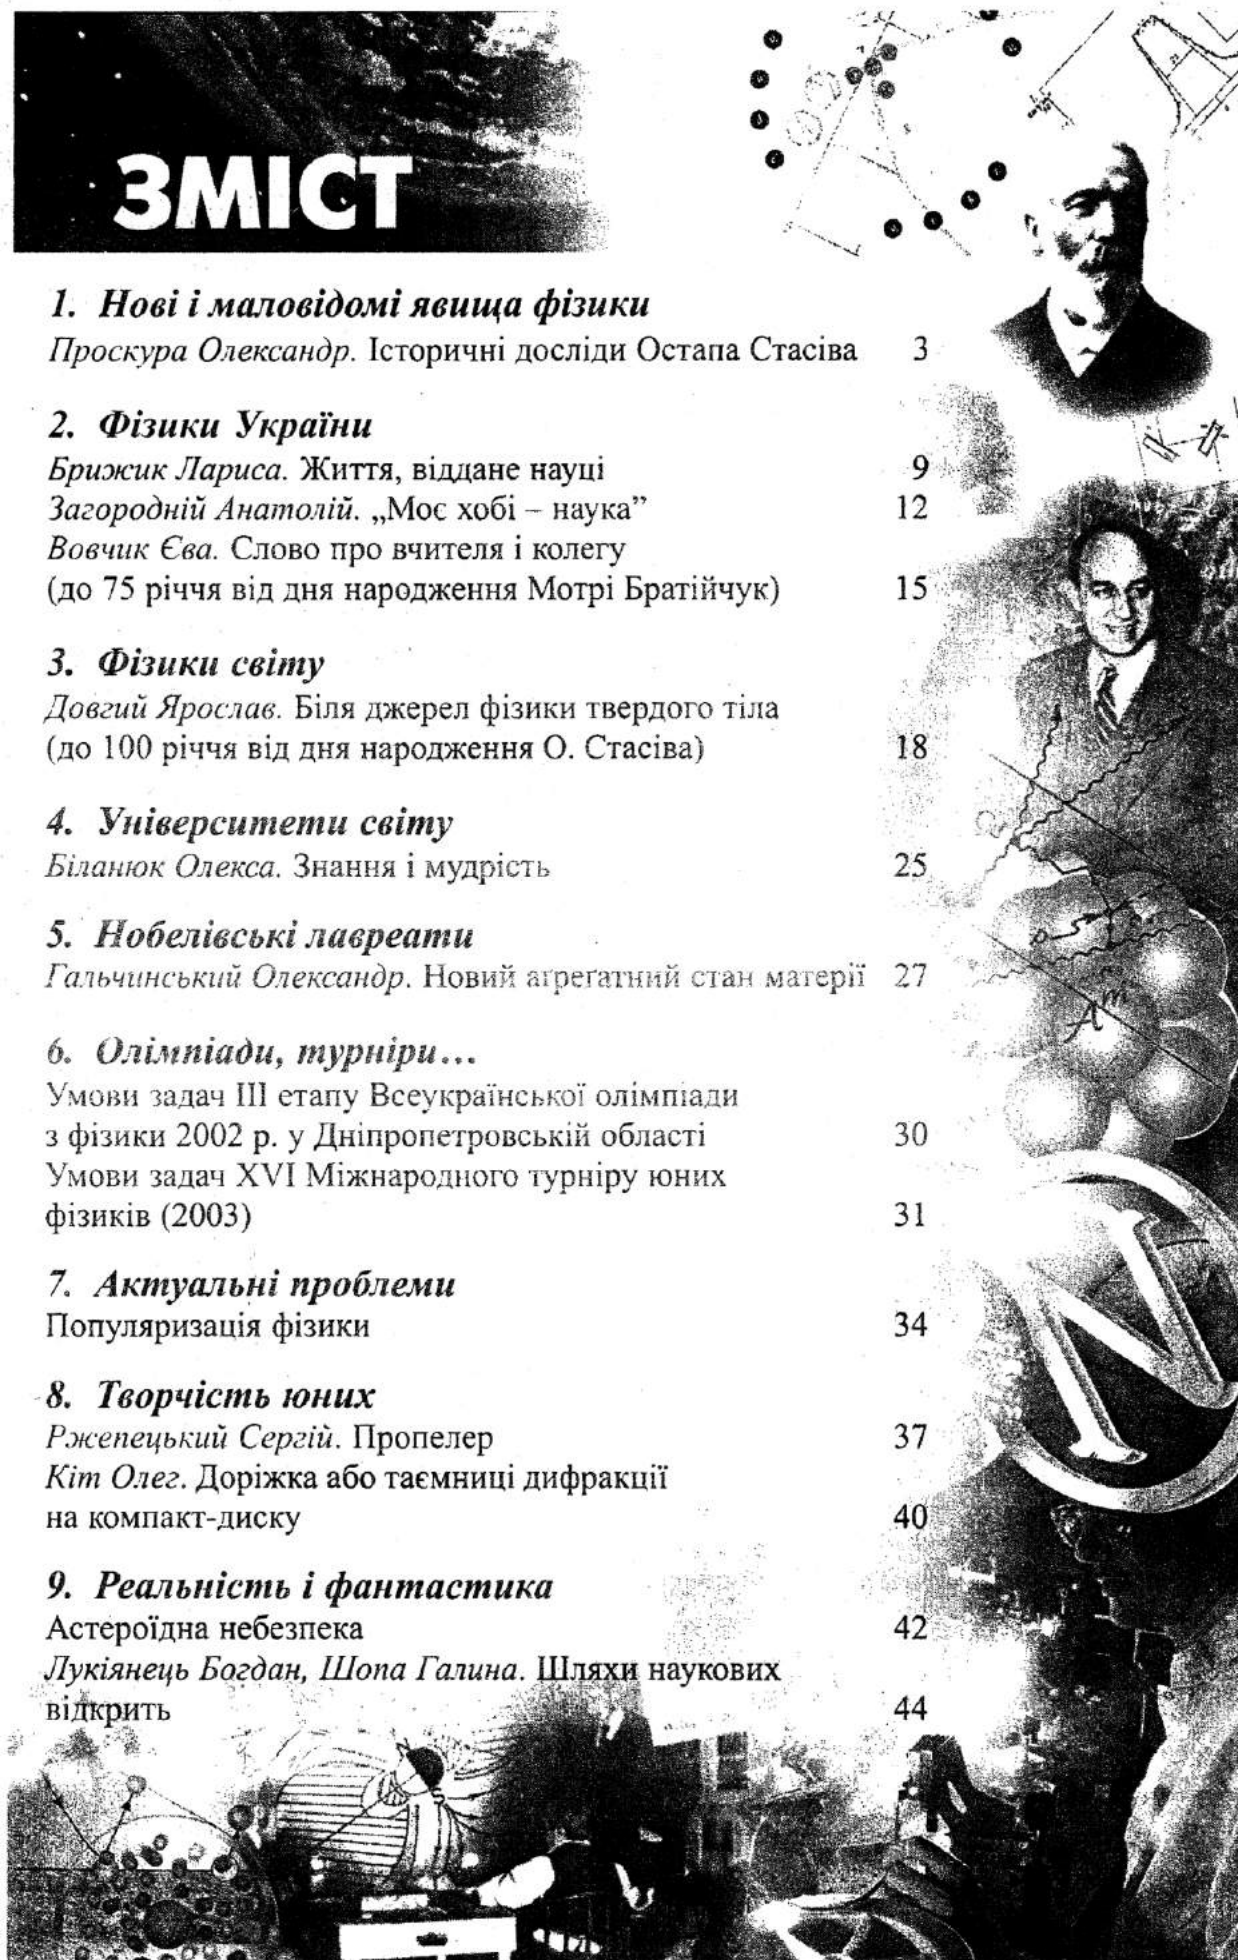 ЗМІСТ
1. Нові і маловідомі явища фізики
Проскура Олександр. Історичні досліди Остапа Стасіва 3
2. Фізики України
Брижик Лариса. Життя, віддане науці 9
Загородній Анатолій. „Моє хобі – наука” 12
Вовчик Єва. Слово про вчителя і колегу
(до 75 річчя від дня народження Мотрі Братійчук) 15
3. Фізики світу
Довгий Ярослав. Біля джерел фізики твердого тіла
(до 100 річчя від дня народження О. Стасіва) 18
4. Університети світу
Біланюк Олекса. Знання і мудрість 25
5. Нобелівські лавреати
Гальчинський Олександр. Новий аґреґатний стан матерії 27
6. Олімпіади, турніри...
Умови задач III етапу Всеукраїнської олімпіади
з фізики 2002 р. у Дніпропетровській області 30
Умови задач XVI Міжнародного турніру юних
фізиків (2003) 31
7. Актуальні проблеми
Популяризація фізики 34
8. Творчість юних
Ржепецький Сергій. Пропелер 37
Кіт Олег. Доріжка або таємниці дифракції
на компакт-диску 40
9. Реальність і фантастика
Астероїдна небезпека 42
Лукіянець Богдан, Шопа Галина. Шляхи наукових
відкрить 44
A m
N